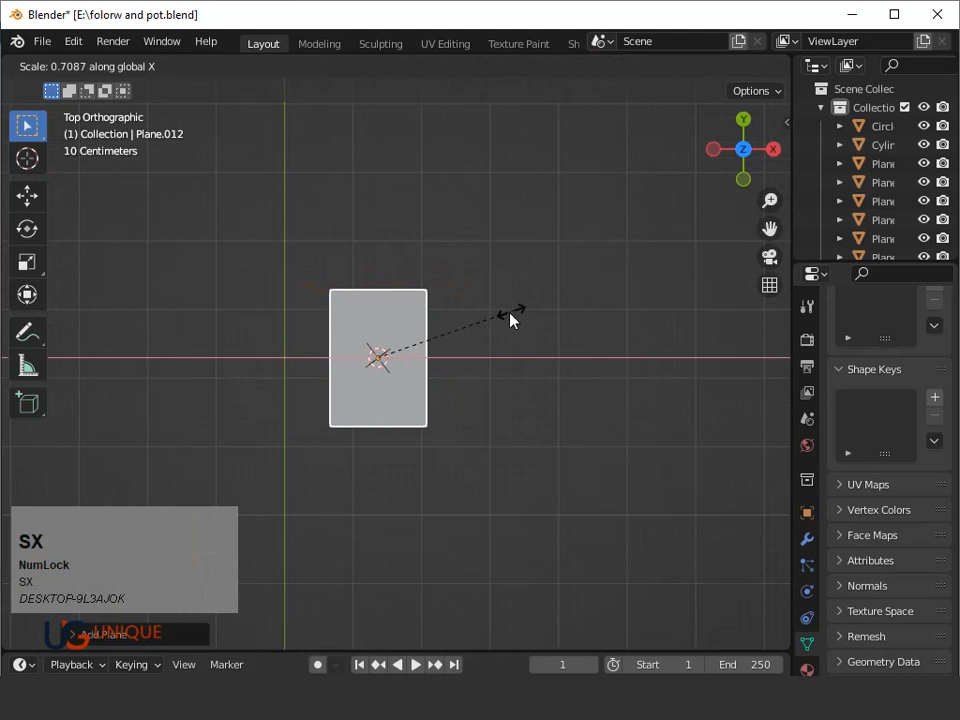 Blender* [E:\folorw and pot.blend]
File Edit Render Window Help
Layout Modeling Sculpting UV Editing Texture Paint Sh Scene ViewLayer
Scale: 0.7087 along global X
Options
Top Orthographic
(1) Collection | Plane.012
10 Centimeters
Y
Z
X
Scene Collec
Collectio
Circl
Cylin
Plane
Plane
Plane
Plane
Plane
Plane
Shape Keys
UV Maps
Vertex Colors
Face Maps
Attributes
Normals
Texture Space
Remesh
Geometry Data
SX
NumLock
SX
DESKTOP-9L3AJOK
Add Plane
UG UNIQUE
Playback Keying View Marker
1 Start 1 End 250